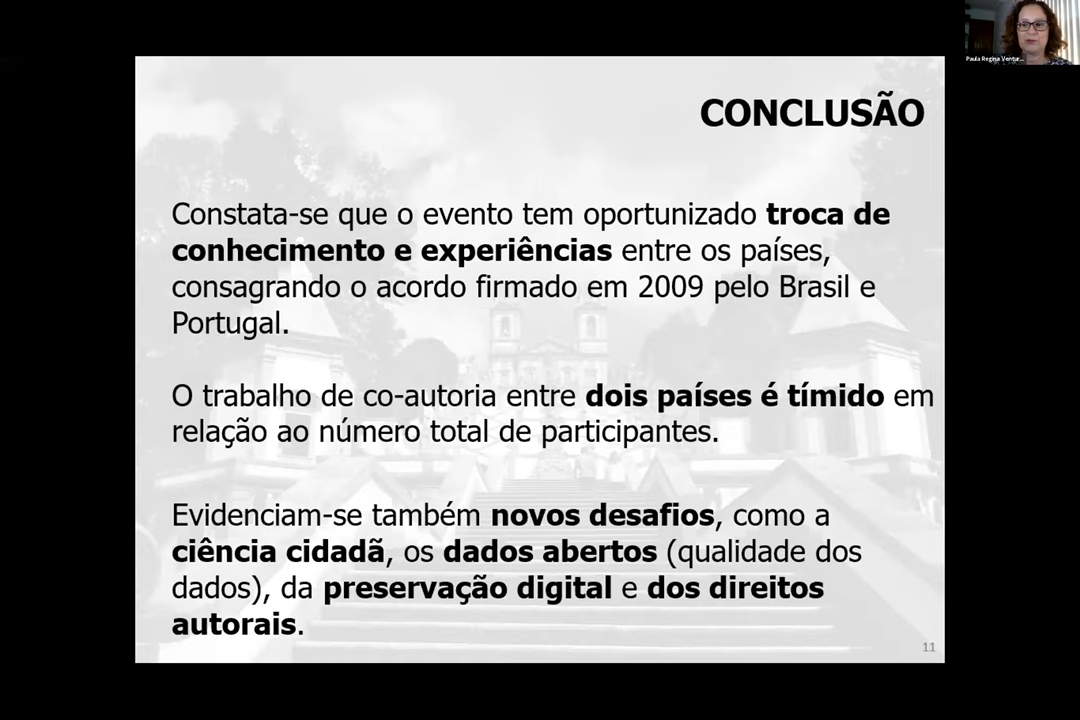 Paula Regina Ventur...
CONCLUSÃO
Constata-se que o evento tem oportunizado troca de
conhecimento e experiências entre os países,
consagrando o acordo firmado em 2009 pelo Brasil e
Portugal.
O trabalho de co-autoria entre dois países é tímido em
relação ao número total de participantes.
Evidenciam-se também novos desafios, como a
ciência cidadã, os dados abertos (qualidade dos
dados), da preservação digital e dos direitos
autorais.
11